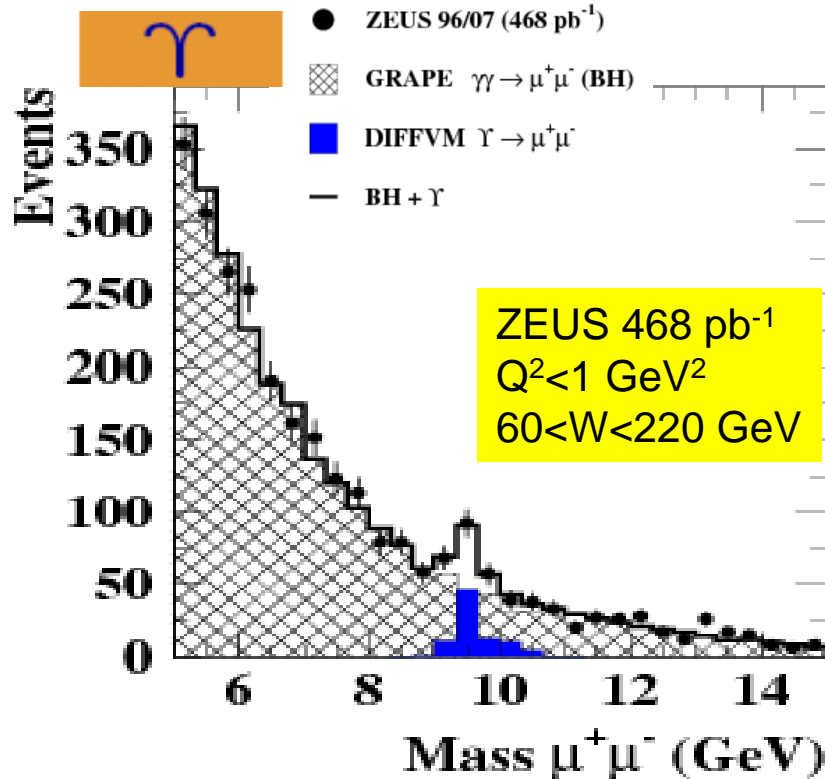 ϒ
ZEUS 96/07 (468 pb⁻¹)
GRAPE γγ → μ⁺μ⁻ (BH)
DIFFVM ϒ → μ⁺μ⁻
BH + ϒ
Events
350
300
250
200
150
100
50
0
ZEUS 468 pb⁻¹
Q²<1 GeV²
60<W<220 GeV
6 8 10 12 14
Mass μ⁺μ⁻ (GeV)